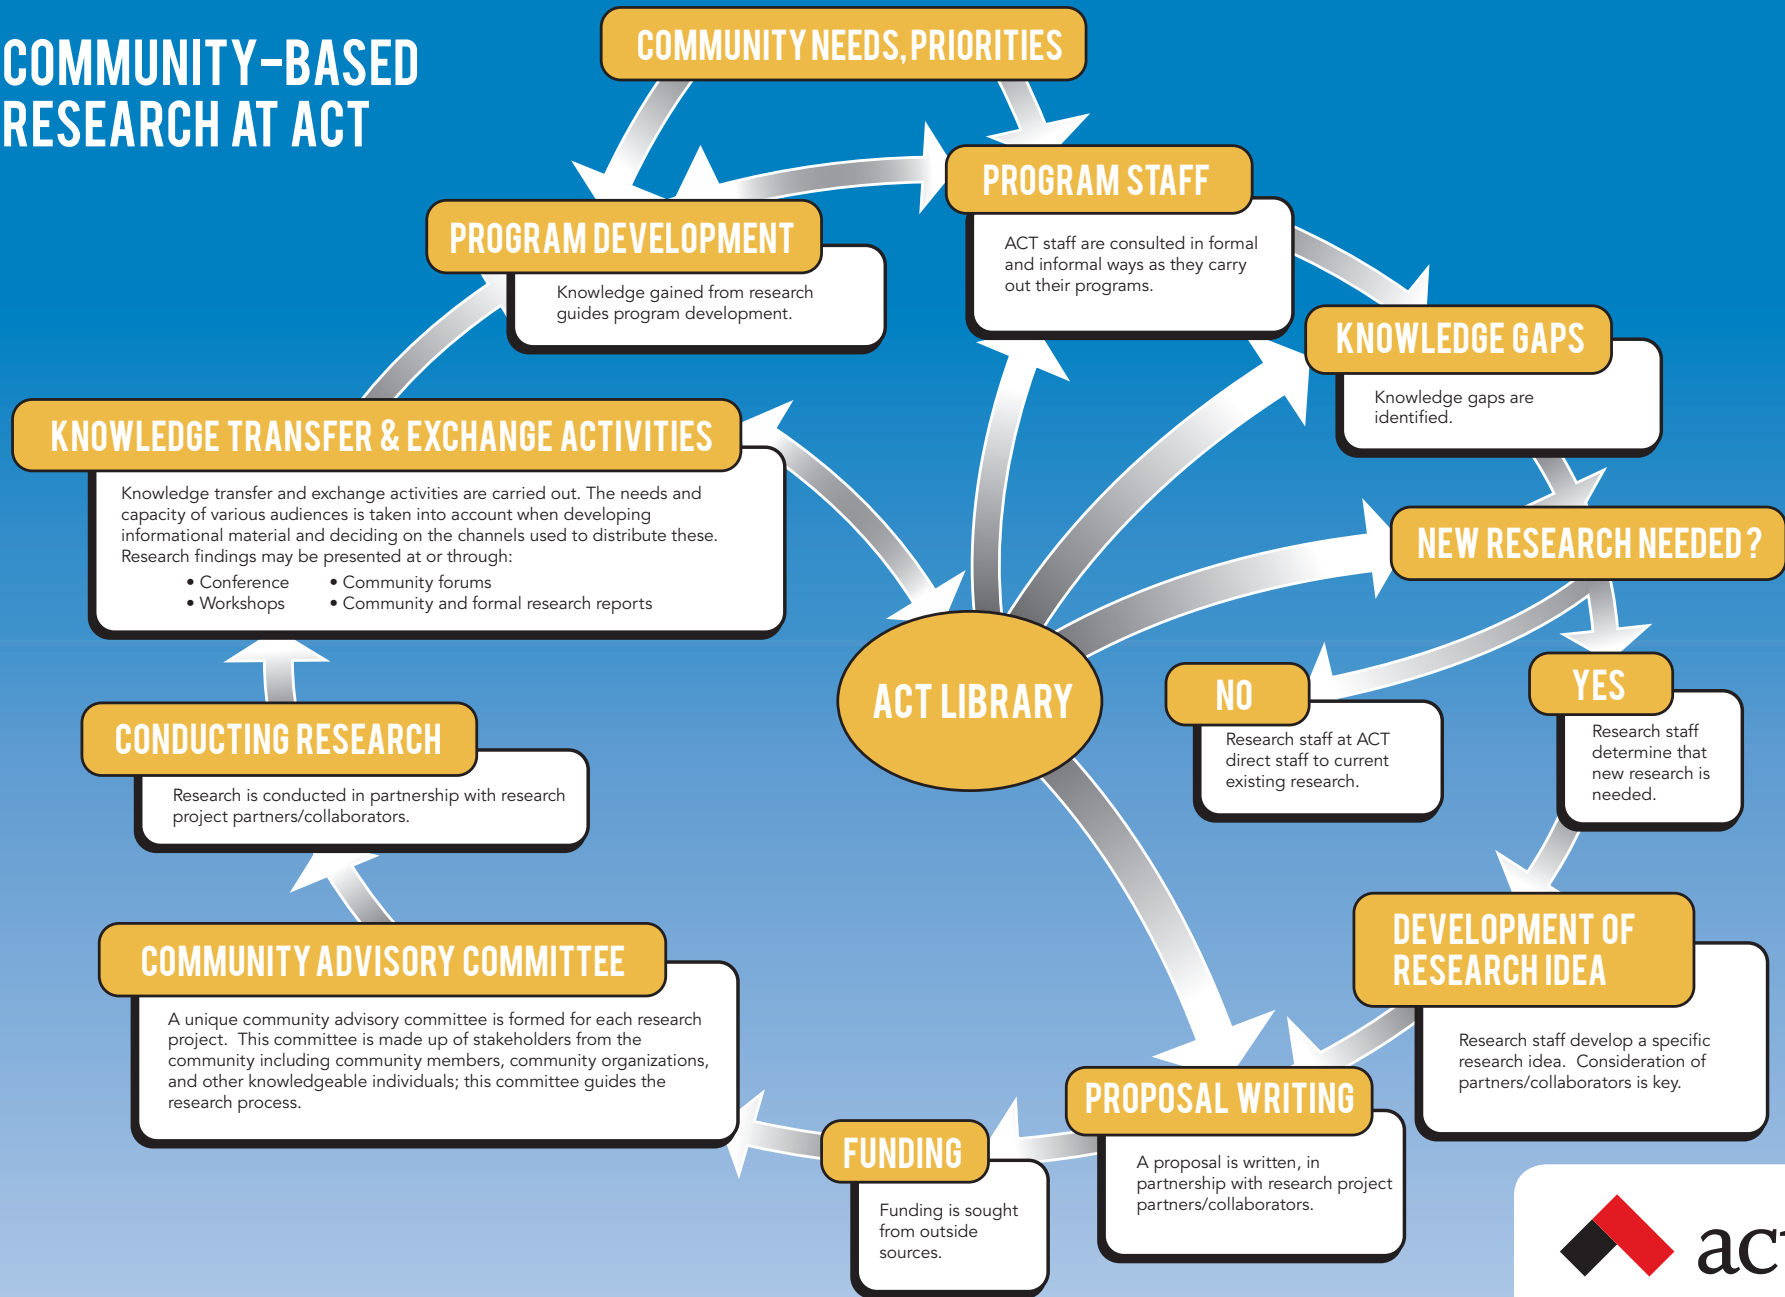 COMMUNITY-BASED
RESEARCH AT ACT
COMMUNITY NEEDS, PRIORITIES
PROGRAM STAFF
ACT staff are consulted in formal
and informal ways as they carry
out their programs.
PROGRAM DEVELOPMENT
Knowledge gained from research
guides program development.
KNOWLEDGE GAPS
Knowledge gaps are
identified.
KNOWLEDGE TRANSFER & EXCHANGE ACTIVITIES
Knowledge transfer and exchange activities are carried out. The needs and
capacity of various audiences is taken into account when developing
informational material and deciding on the channels used to distribute these.
Research findings may be presented at or through:
• Conference • Community forums
• Workshops • Community and formal research reports
NEW RESEARCH NEEDED?
ACT LIBRARY
NO
Research staff at ACT
direct staff to current
existing research.
YES
Research staff
determine that
new research is
needed.
CONDUCTING RESEARCH
Research is conducted in partnership with research
project partners/collaborators.
DEVELOPMENT OF
RESEARCH IDEA
Research staff develop a specific
research idea. Consideration of
partners/collaborators is key.
COMMUNITY ADVISORY COMMITTEE
A unique community advisory committee is formed for each research
project. This committee is made up of stakeholders from the
community including community members, community organizations,
and other knowledgeable individuals; this committee guides the
research process.
PROPOSAL WRITING
A proposal is written, in
partnership with research project
partners/collaborators.
FUNDING
Funding is sought
from outside
sources.
act